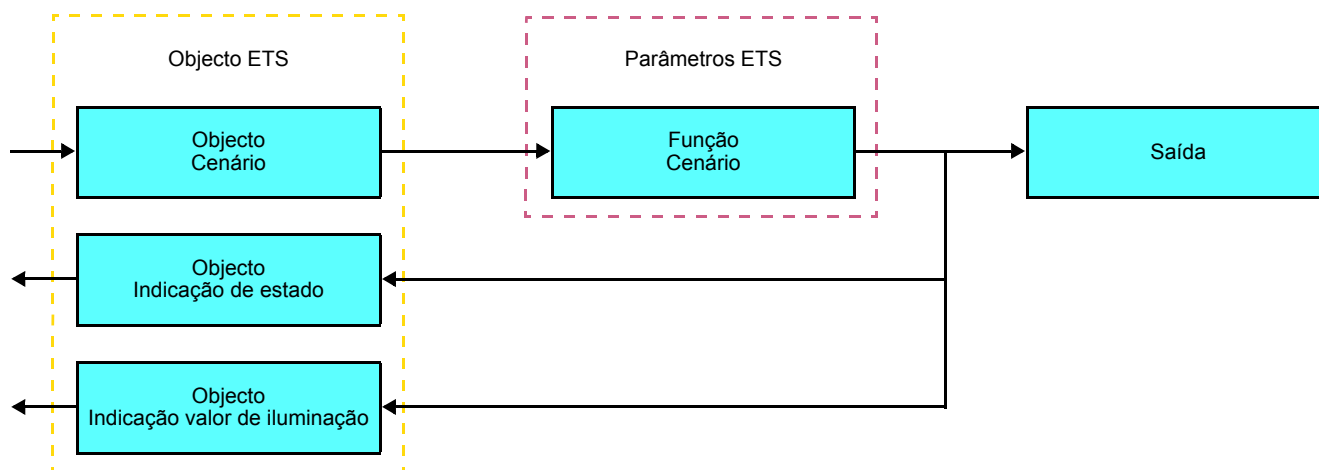 Objecto ETS
Parâmetros ETS
Objecto
Cenário
Função
Cenário
Saída
Objecto
Indicação de estado
Objecto
Indicação valor de iluminação